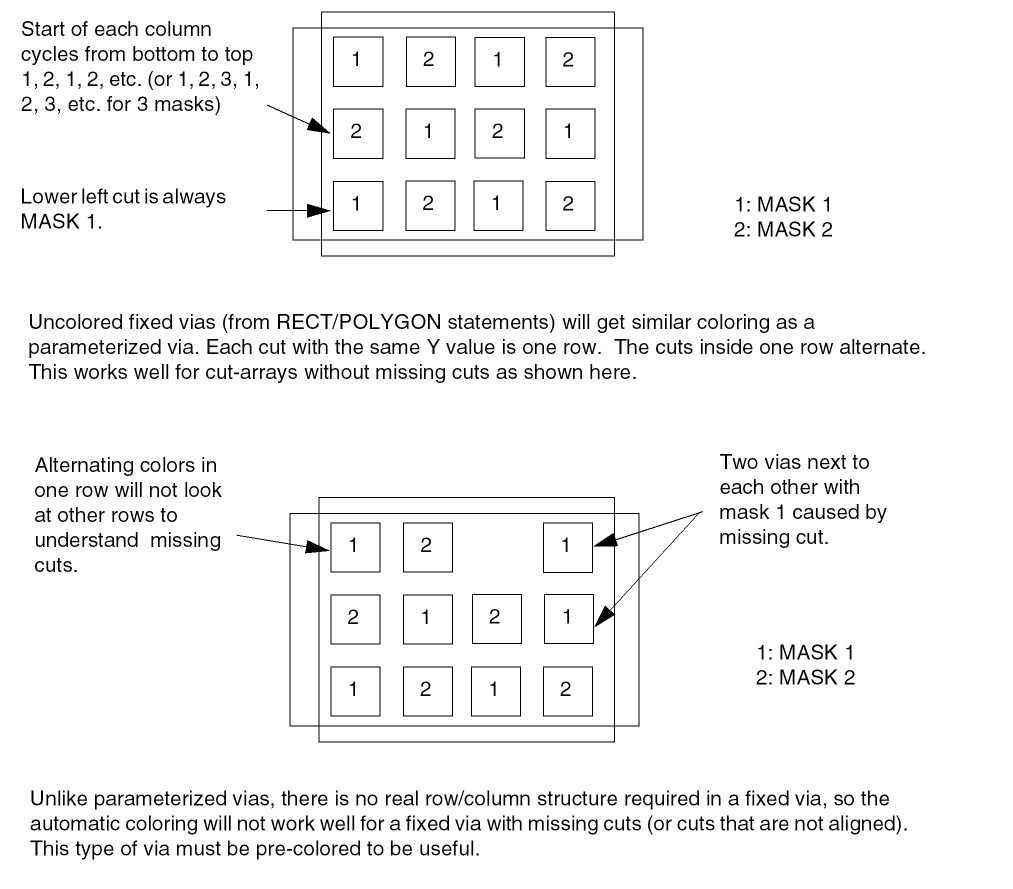 Start of each column
cycles from bottom to top
1, 2, 1, 2, etc. (or 1, 2, 3, 1,
2, 3, etc. for 3 masks)
1 2 1 2
2 1 2 1
Lower left cut is always
MASK 1.
1 2 1 2
1: MASK 1
2: MASK 2
Uncolored fixed vias (from RECT/POLYGON statements) will get similar coloring as a
parameterized via. Each cut with the same Y value is one row.  The cuts inside one row alternate.
This works well for cut-arrays without missing cuts as shown here.
Alternating colors in
one row will not look
at other rows to
understand  missing
cuts.
Two vias next to
each other with
mask 1 caused by
missing cut.
1 2 1
2 1 2 1
1 2 1 2
1: MASK 1
2: MASK 2
Unlike parameterized vias, there is no real row/column structure required in a fixed via, so the
automatic coloring will not work well for a fixed via with missing cuts (or cuts that are not aligned).
This type of via must be pre-colored to be useful.